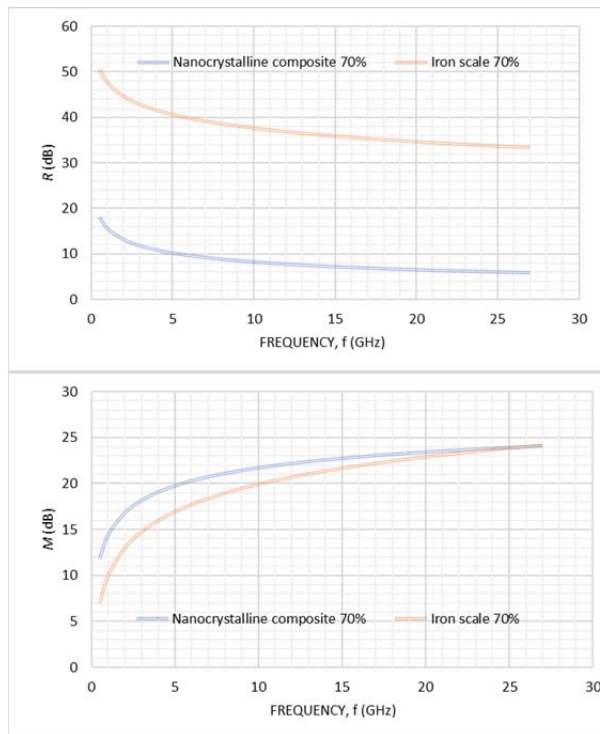 60
Nanocrystalline composite 70% Iron scale 70%
50
40
R (dB)
30
20
10
0
0 5 10 15 20 25 30
FREQUENCY, f (GHz)
30
25
20
M (dB)
15
10
5
Nanocrystalline composite 70% Iron scale 70%
0
0 5 10 15 20 25 30
FREQUENCY, f (GHz)